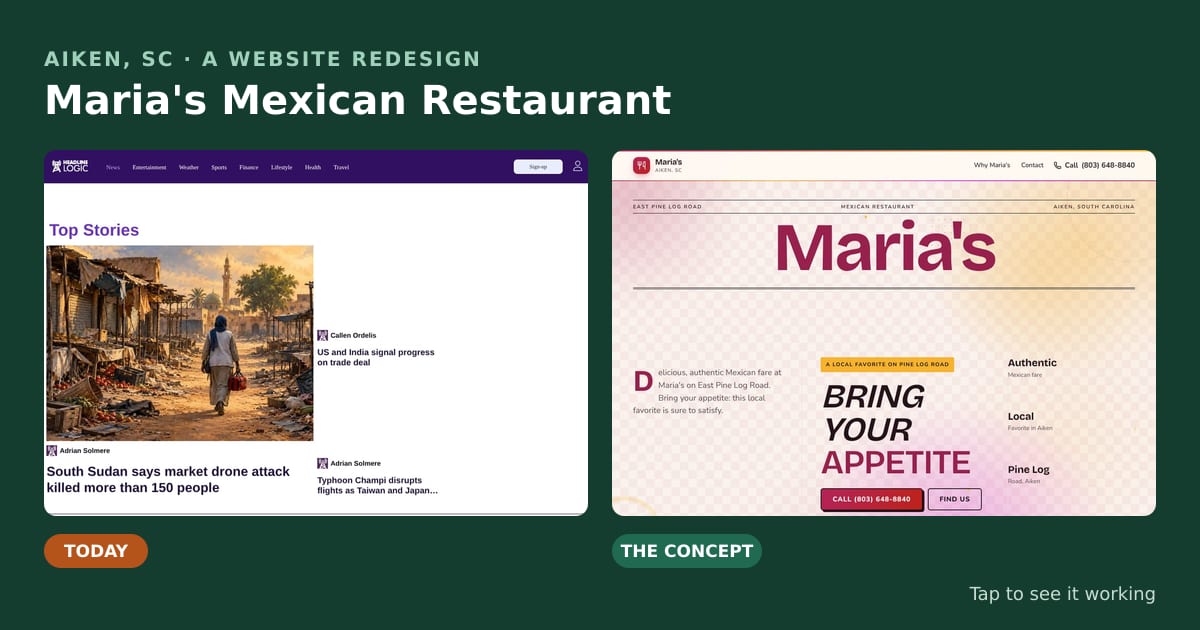 AIKEN, SC · A WEBSITE REDESIGN
Maria's Mexican Restaurant
HEADLINE
LOGIC
News Entertainment Weather Sports Finance Lifestyle Health Travel
Sign-up
Top Stories
Callen Ordelis
US and India signal progress
on trade deal
Adrian Solmere
South Sudan says market drone attack
killed more than 150 people
Adrian Solmere
Typhoon Champi disrupts
flights as Taiwan and Japan...
TODAY
Maria's
AIKEN, SC
Why Maria's Contact Call (803) 648-8840
EAST PINE LOG ROAD MEXICAN RESTAURANT AIKEN, SOUTH CAROLINA
Maria's
Delicious, authentic Mexican fare at
Maria's on East Pine Log Road.
Bring your appetite: this local
favorite is sure to satisfy.
A LOCAL FAVORITE ON PINE LOG ROAD
BRING
YOUR
APPETITE
CALL (803) 648-8840 FIND US
Authentic
Mexican fare
Local
Favorite in Aiken
Pine Log
Road, Aiken
THE CONCEPT
Tap to see it working